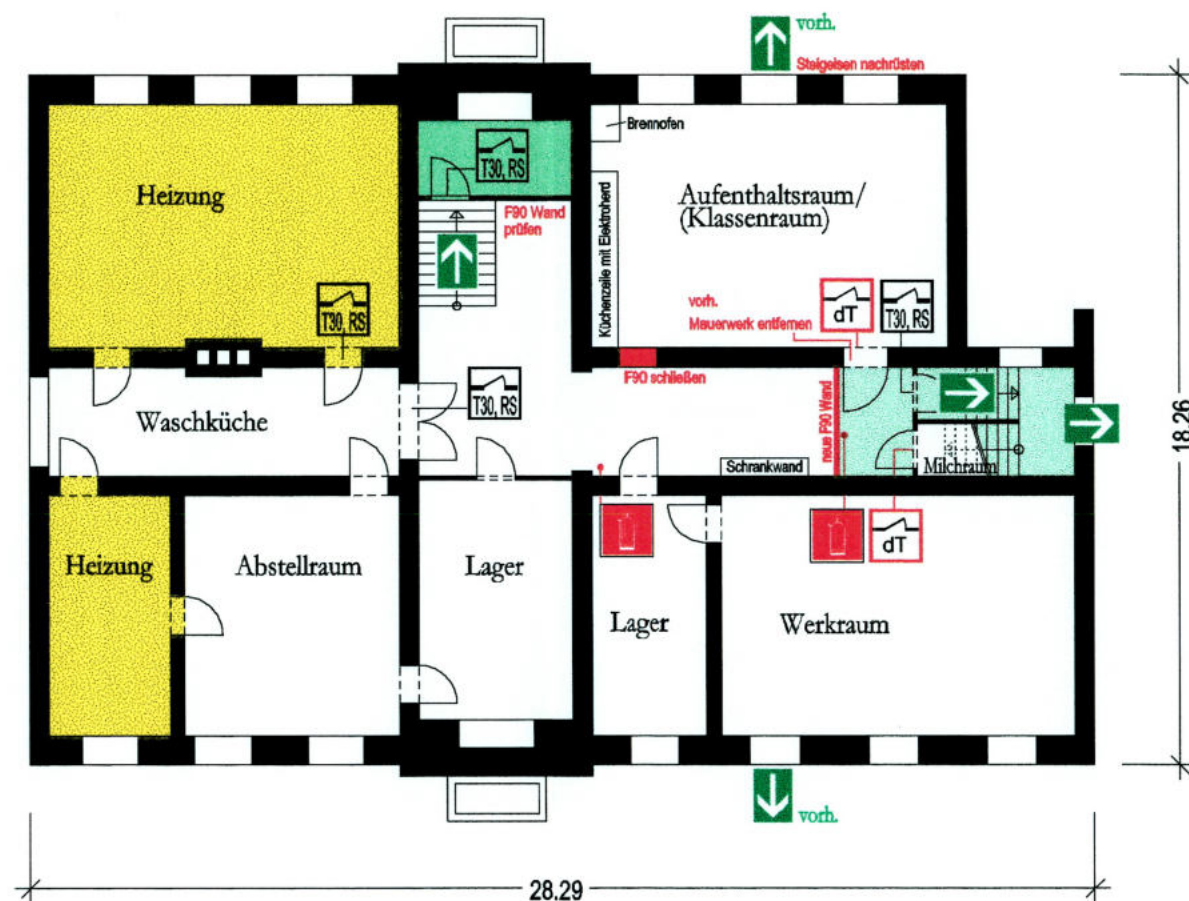 vorh.
Steigeisen nachrüsten
Brennofen
T30, RS
Heizung
Aufenthaltsraum/
(Klassenraum)
F90 Wand
prüfen
Küchenzeile mit Elektroherd
T30, RS
vorh.
Mauerwerk entfernen
dT
T30, RS
F90 schließen
T30, RS
Waschküche
neue F90 Wand
Schrankwand
Milchraum
18.26
dT
Heizung
Abstellraum
Lager
Lager
Werkraum
vorh.
28.29